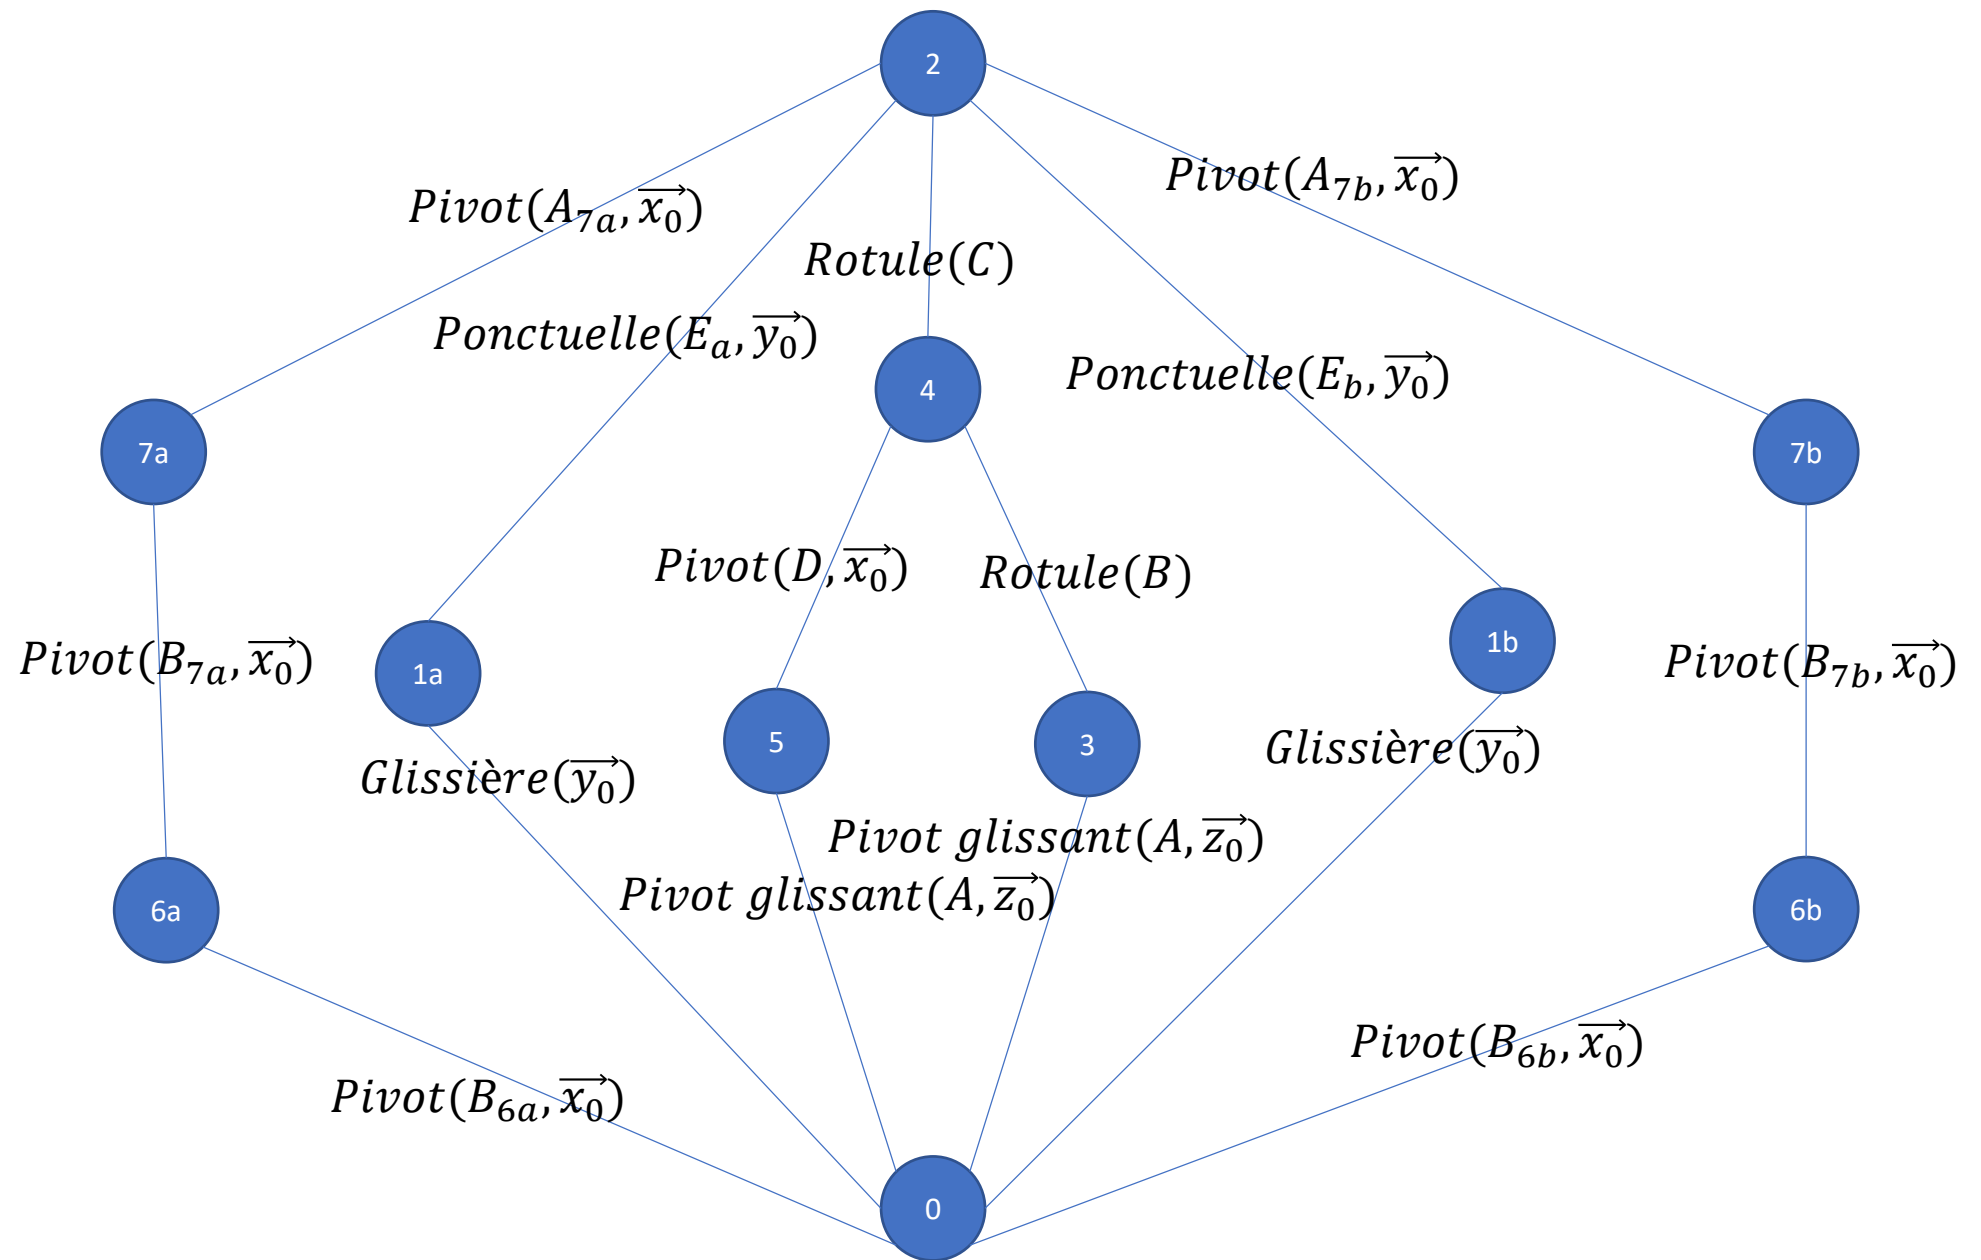 2
Pivot(A₇ₐ, x₀⃗)
Pivot(A₇b, x₀⃗)
Rotule(C)
Ponctuelle(Eₐ, y₀⃗)
Ponctuelle(E_b, y₀⃗)
4
7a
7b
Pivot(D, x₀⃗)
Rotule(B)
Pivot(B₇ₐ, x₀⃗)
1a
1b
Pivot(B₇b, x₀⃗)
5
3
Glissière(y₀⃗)
Glissière(y₀⃗)
Pivot glissant(A, z₀⃗)
Pivot glissant(A, z₀⃗)
6a
6b
Pivot(B₆ₐ, x₀⃗)
Pivot(B₆b, x₀⃗)
0